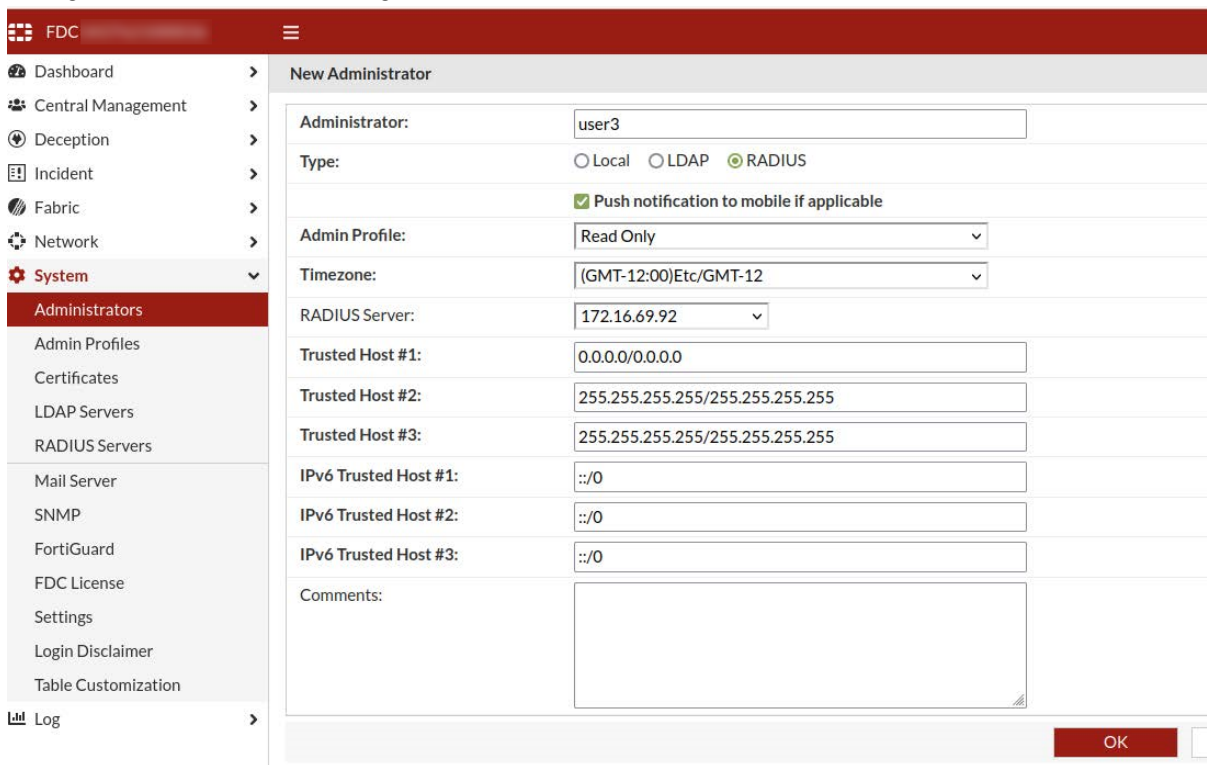 FDC
Dashboard
Central Management
Deception
Incident
Fabric
Network
System
Administrators
Admin Profiles
Certificates
LDAP Servers
RADIUS Servers
Mail Server
SNMP
FortiGuard
FDC License
Settings
Login Disclaimer
Table Customization
Log
New Administrator
Administrator: user3
Type: Local LDAP RADIUS
Push notification to mobile if applicable
Admin Profile: Read Only
Timezone: (GMT-12:00)Etc/GMT-12
RADIUS Server: 172.16.69.92
Trusted Host #1: 0.0.0.0/0.0.0.0
Trusted Host #2: 255.255.255.255/255.255.255.255
Trusted Host #3: 255.255.255.255/255.255.255.255
IPv6 Trusted Host #1: ::/0
IPv6 Trusted Host #2: ::/0
IPv6 Trusted Host #3: ::/0
Comments:
OK